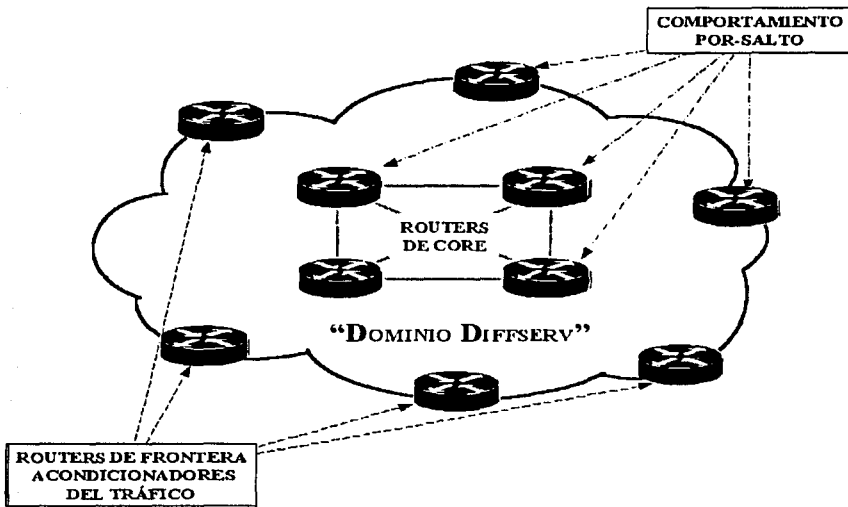 COMPORTAMIENTO
POR-SALTO
ROUTERS
DE CORE
“DOMINIO DIFFSERV”
ROUTERS DE FRONTERA
ACONDICIONADORES
DEL TRÁFICO